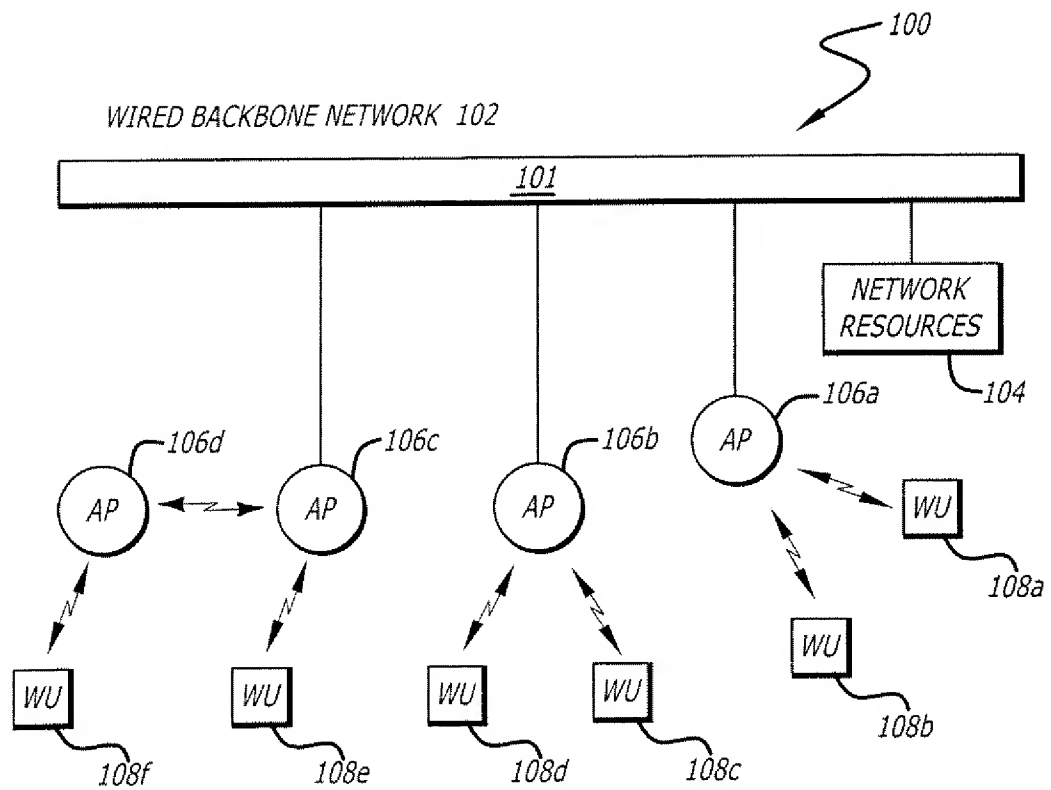 100
WIRED BACKBONE NETWORK 102
101
NETWORK
RESOURCES
104
106a
AP
106d
106c
106b
AP
AP
AP
WU
108a
WU
108b
WU
108f
WU
108e
WU
108d
WU
108c